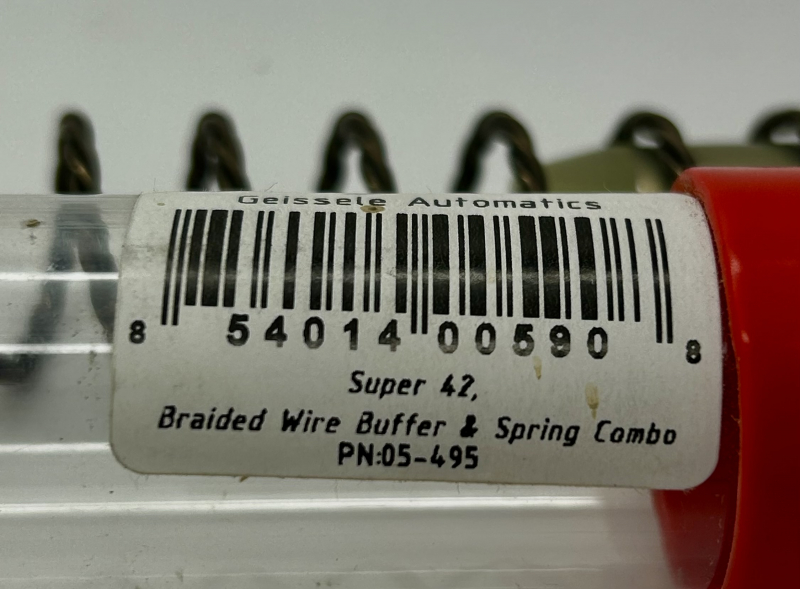 Geissele Automatics
8 54014 00590 8
Super 42,
Braided Wire Buffer & Spring Combo
PN:05-495